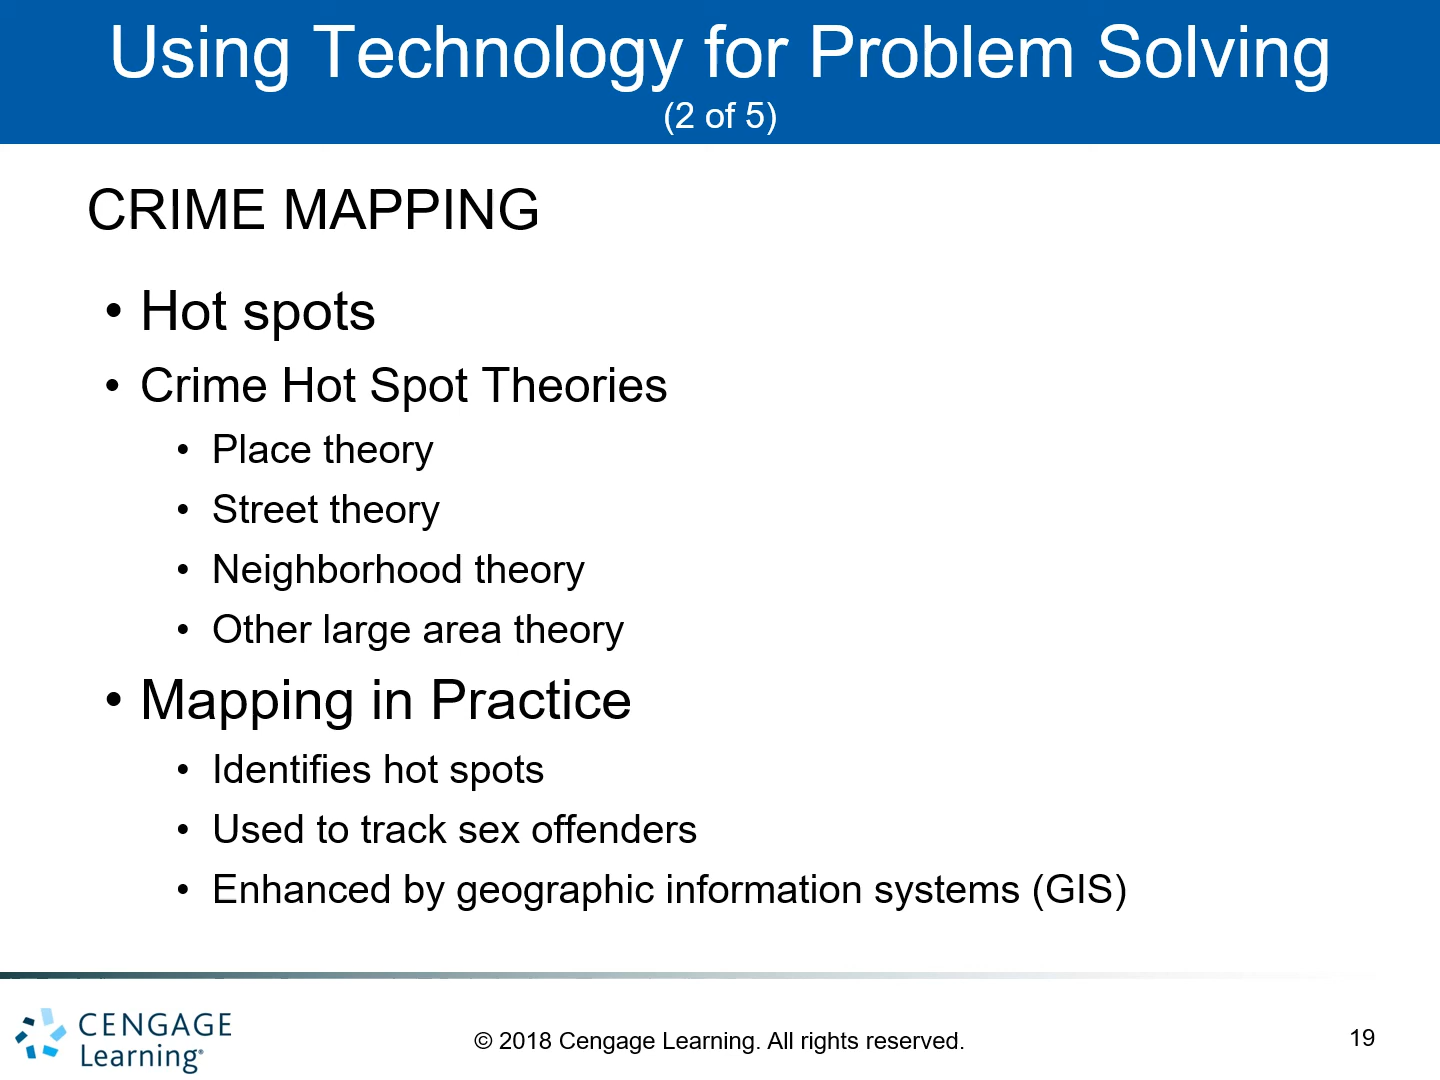 Using Technology for Problem Solving
(2 of 5)
CRIME MAPPING
• Hot spots
• Crime Hot Spot Theories
• Place theory
• Street theory
• Neighborhood theory
• Other large area theory
• Mapping in Practice
• Identifies hot spots
• Used to track sex offenders
• Enhanced by geographic information systems (GIS)
CENGAGE
Learning®
© 2018 Cengage Learning. All rights reserved.
19